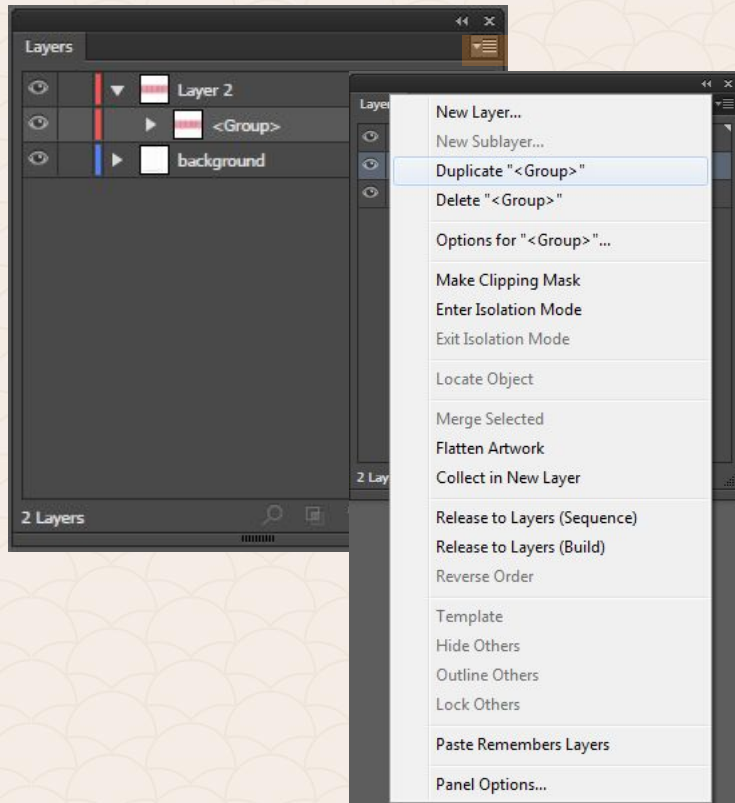 Layers
Layer 2
<Group>
background
2 Layers
Laye
2 Lay
New Layer...
New Sublayer...
Duplicate "<Group>"
Delete "<Group>"
Options for "<Group>"...
Make Clipping Mask
Enter Isolation Mode
Exit Isolation Mode
Locate Object
Merge Selected
Flatten Artwork
Collect in New Layer
Release to Layers (Sequence)
Release to Layers (Build)
Reverse Order
Template
Hide Others
Outline Others
Lock Others
Paste Remembers Layers
Panel Options...